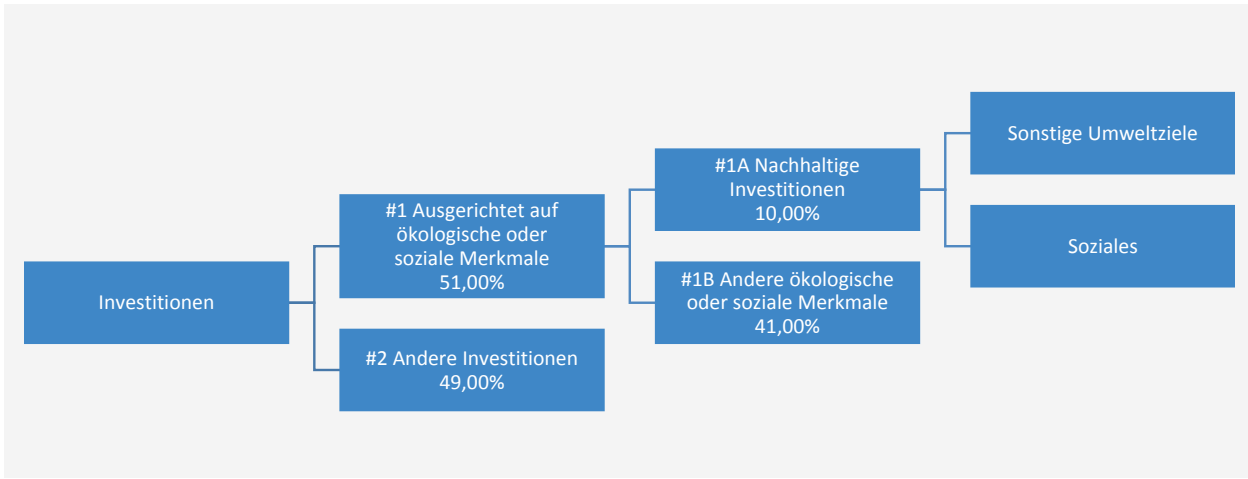 Investitionen
#1 Ausgerichtet auf
ökologische oder
soziale Merkmale
51,00%
#2 Andere Investitionen
49,00%
#1A Nachhaltige
Investitionen
10,00%
#1B Andere ökologische
oder soziale Merkmale
41,00%
Sonstige Umweltziele
Soziales